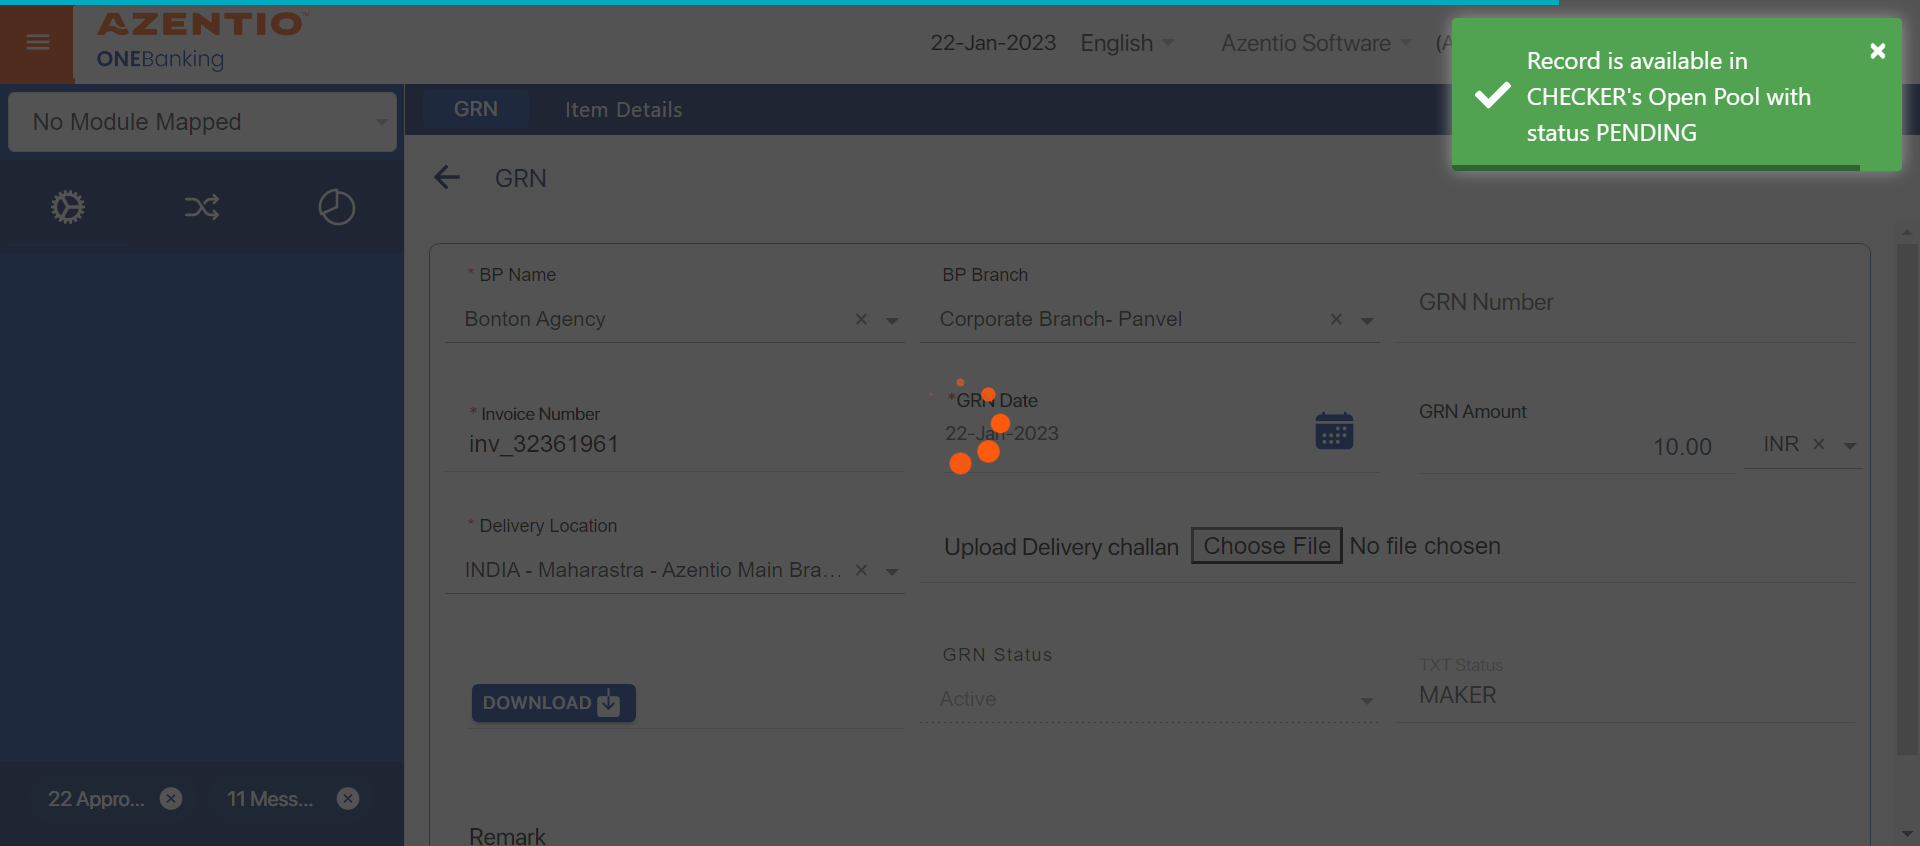 AZENTIO™
ONEBanking
22-Jan-2023
English
Azentio Software
(A
Record is available in
CHECKER's Open Pool with
status PENDING
No Module Mapped
GRN
Item Details
GRN
* BP Name
Bonton Agency
BP Branch
Corporate Branch- Panvel
GRN Number
* Invoice Number
inv_32361961
*GRN Date
22-Jan-2023
GRN Amount
10.00
INR
* Delivery Location
INDIA - Maharastra - Azentio Main Bra...
Upload Delivery challan
Choose File
No file chosen
DOWNLOAD
GRN Status
Active
TXT Status
MAKER
22 Appro...
11 Mess...
Remark